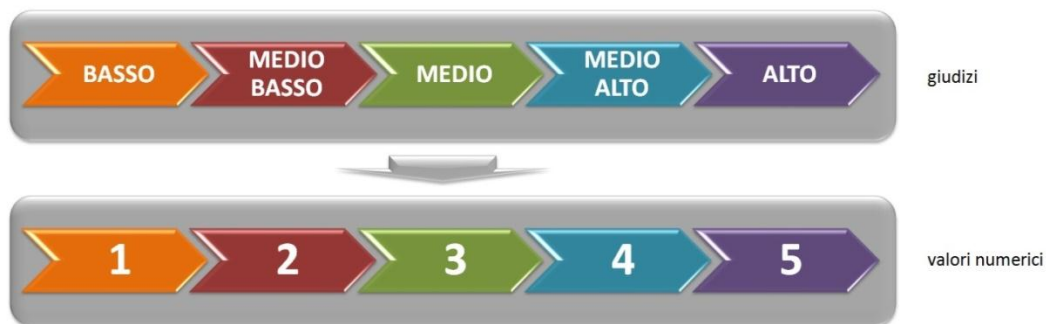 BASSO
MEDIO
BASSO
MEDIO
MEDIO
ALTO
ALTO
giudizi
1
2
3
4
5
valori numerici